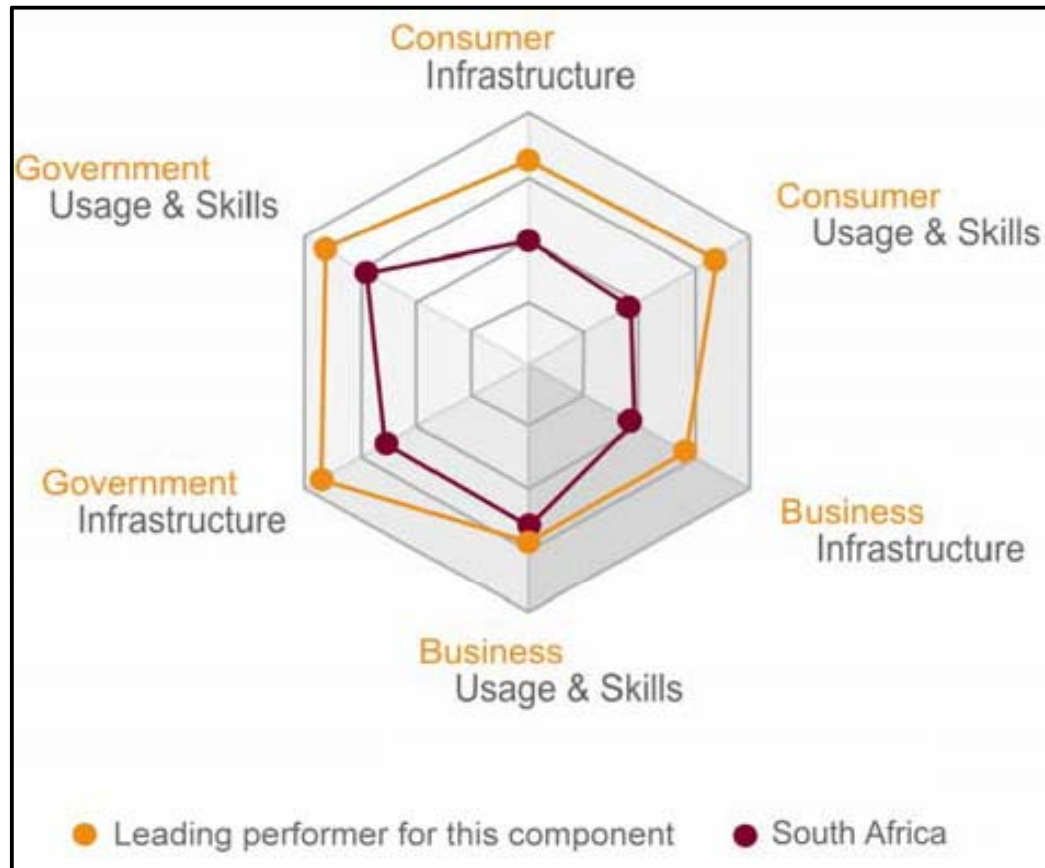 Consumer
Infrastructure
Government
Usage & Skills
Consumer
Usage & Skills
Government
Infrastructure
Business
Infrastructure
Business
Usage & Skills
Leading performer for this component
South Africa